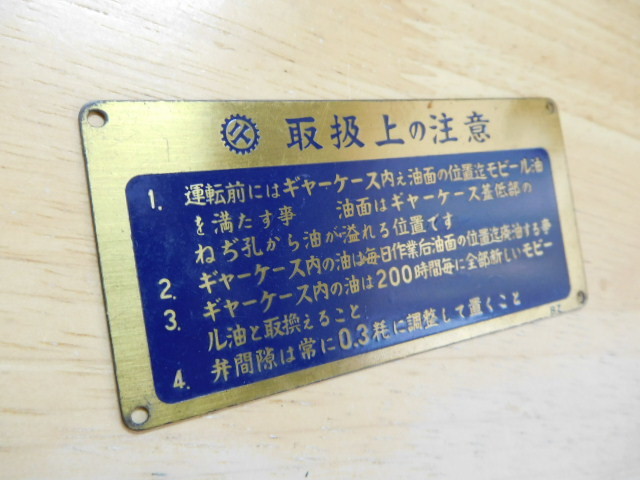 久 取扱上の注意
1. 運転前にはギャーケース内え油面の位置迄モビール油
を満たす事 油面はギャーケース蓋低部の
ねぢ孔から油が溢れる位置です
2. ギャーケース内の油は毎日作業后油面の位置迄廃油する事
3. ギャーケース内の油は200時間毎に全部新しいモビー
ル油と取換えること
4. 弁間隙は常に0.3粍に調整して置くこと